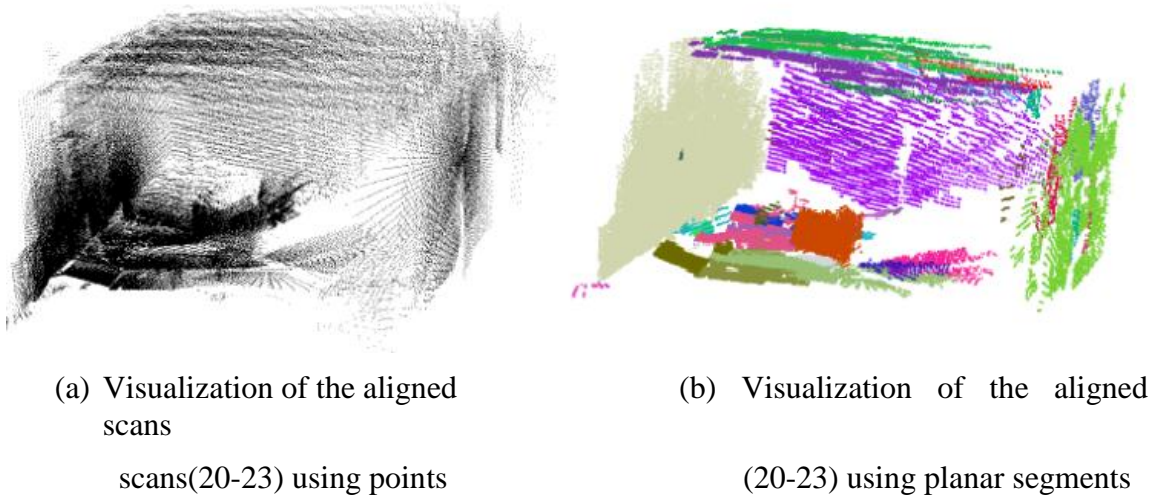 (a) Visualization of the aligned
scans
scans(20-23) using points
(b) Visualization of the aligned
(20-23) using planar segments